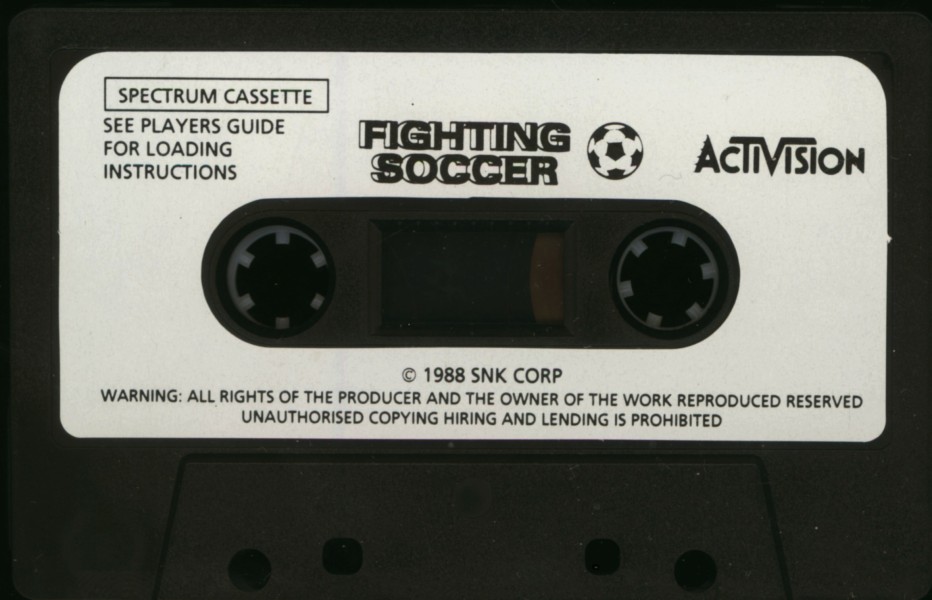 SPECTRUM CASSETTE
SEE PLAYERS GUIDE
FOR LOADING
INSTRUCTIONS
FIGHTING
SOCCER
ACTIVISION
© 1988 SNK CORP
WARNING: ALL RIGHTS OF THE PRODUCER AND THE OWNER OF THE WORK REPRODUCED RESERVED
UNAUTHORISED COPYING HIRING AND LENDING IS PROHIBITED